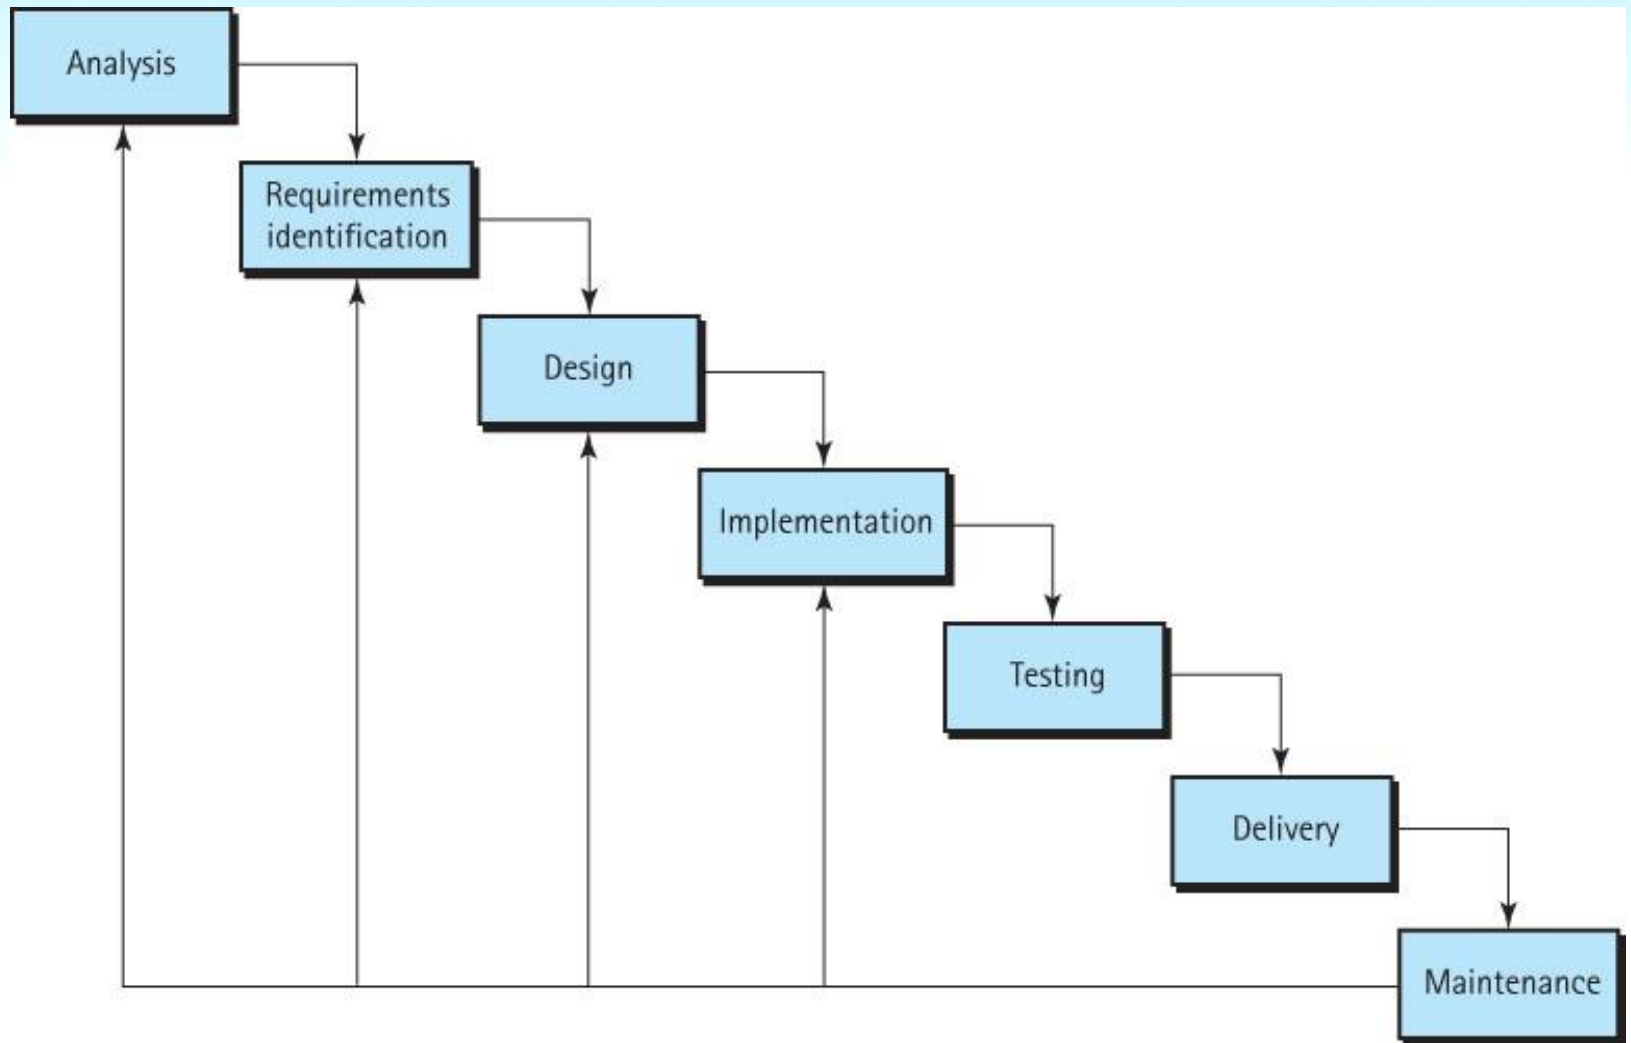 Analysis
Requirements
identification
Design
Implementation
Testing
Delivery
Maintenance